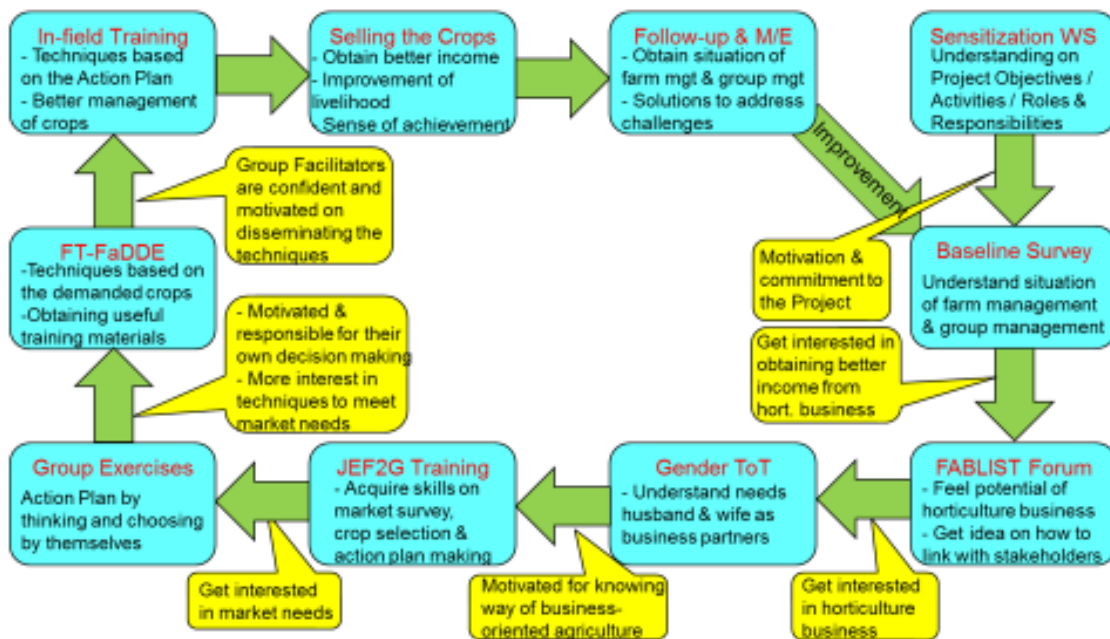 In-field Training
- Techniques based
on the Action Plan
- Better management
of crops
Selling the Crops
- Obtain better income
- Improvement of
livelihood
Sense of achievement
Follow-up & M/E
- Obtain situation of
farm mgt & group mgt
- Solutions to address
challenges
Sensitization WS
Understanding on
Project Objectives /
Activities / Roles &
Responsibilities
Improvement
Group Facilitators
are confident and
motivated on
disseminating the
techniques
FT-FaDDE
-Techniques based on
the demanded crops
-Obtaining useful
training materials
Motivation &
commitment to
the Project
Baseline Survey
Understand situation
of farm management
& group management
- Motivated &
responsible for their
own decision making
- More interest in
techniques to meet
market needs
Get interested in
obtaining better
income from
hort. business
Group Exercises
Action Plan by
thinking and choosing
by themselves
JEF2G Training
- Acquire skills on
market survey,
crop selection &
action plan making
Gender ToT
- Understand needs
husband & wife as
business partners
FABLIST Forum
- Feel potential of
horticulture business
- Get idea on how to
link with stakeholders
Get interested
in market needs
Motivated for knowing
way of business-
oriented agriculture
Get interested
in horticulture
business